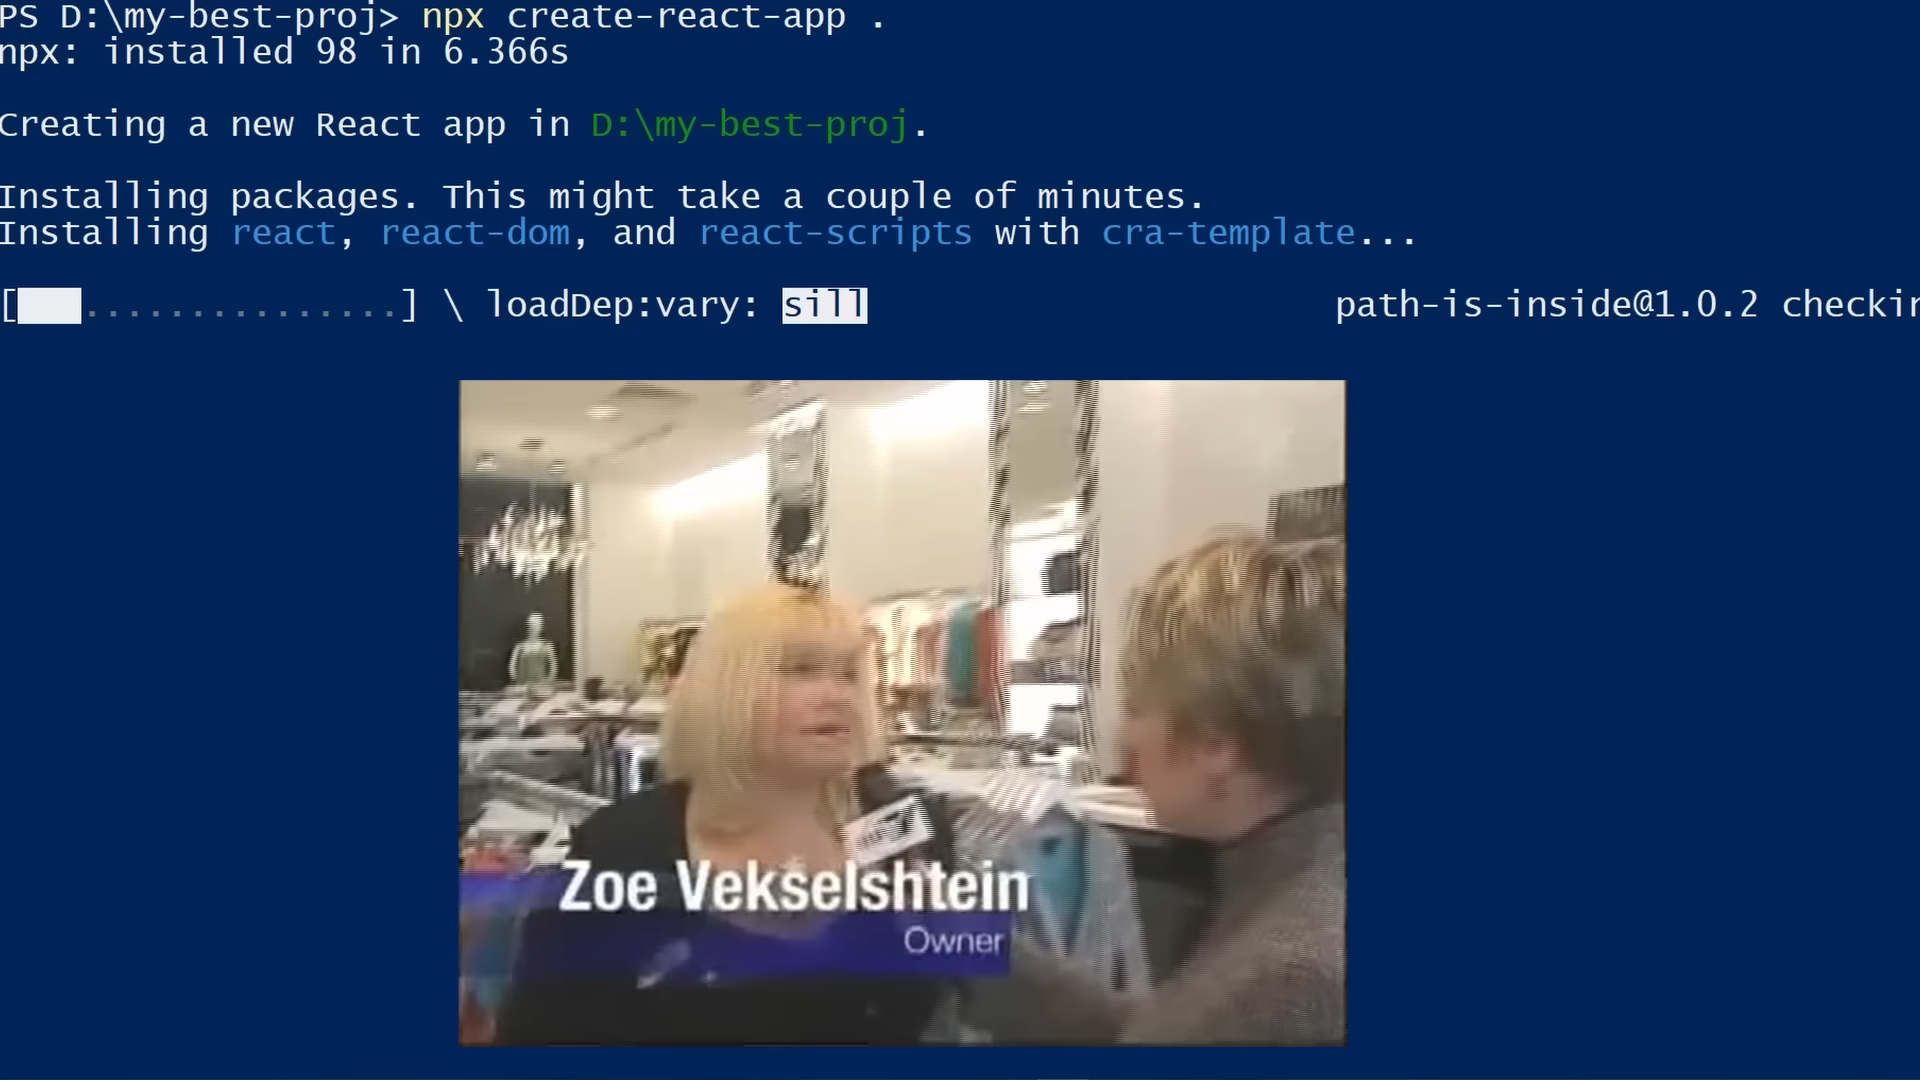 PS D:\my-best-proj> npx create-react-app .
npx: installed 98 in 6.366s
Creating a new React app in D:\my-best-proj.
Installing packages. This might take a couple of minutes.
Installing react, react-dom, and react-scripts with cra-template...
[...............] \ loadDep:vary: sill path-is-inside@1.0.2 checkin
Zoe Vekselshtein
Owner